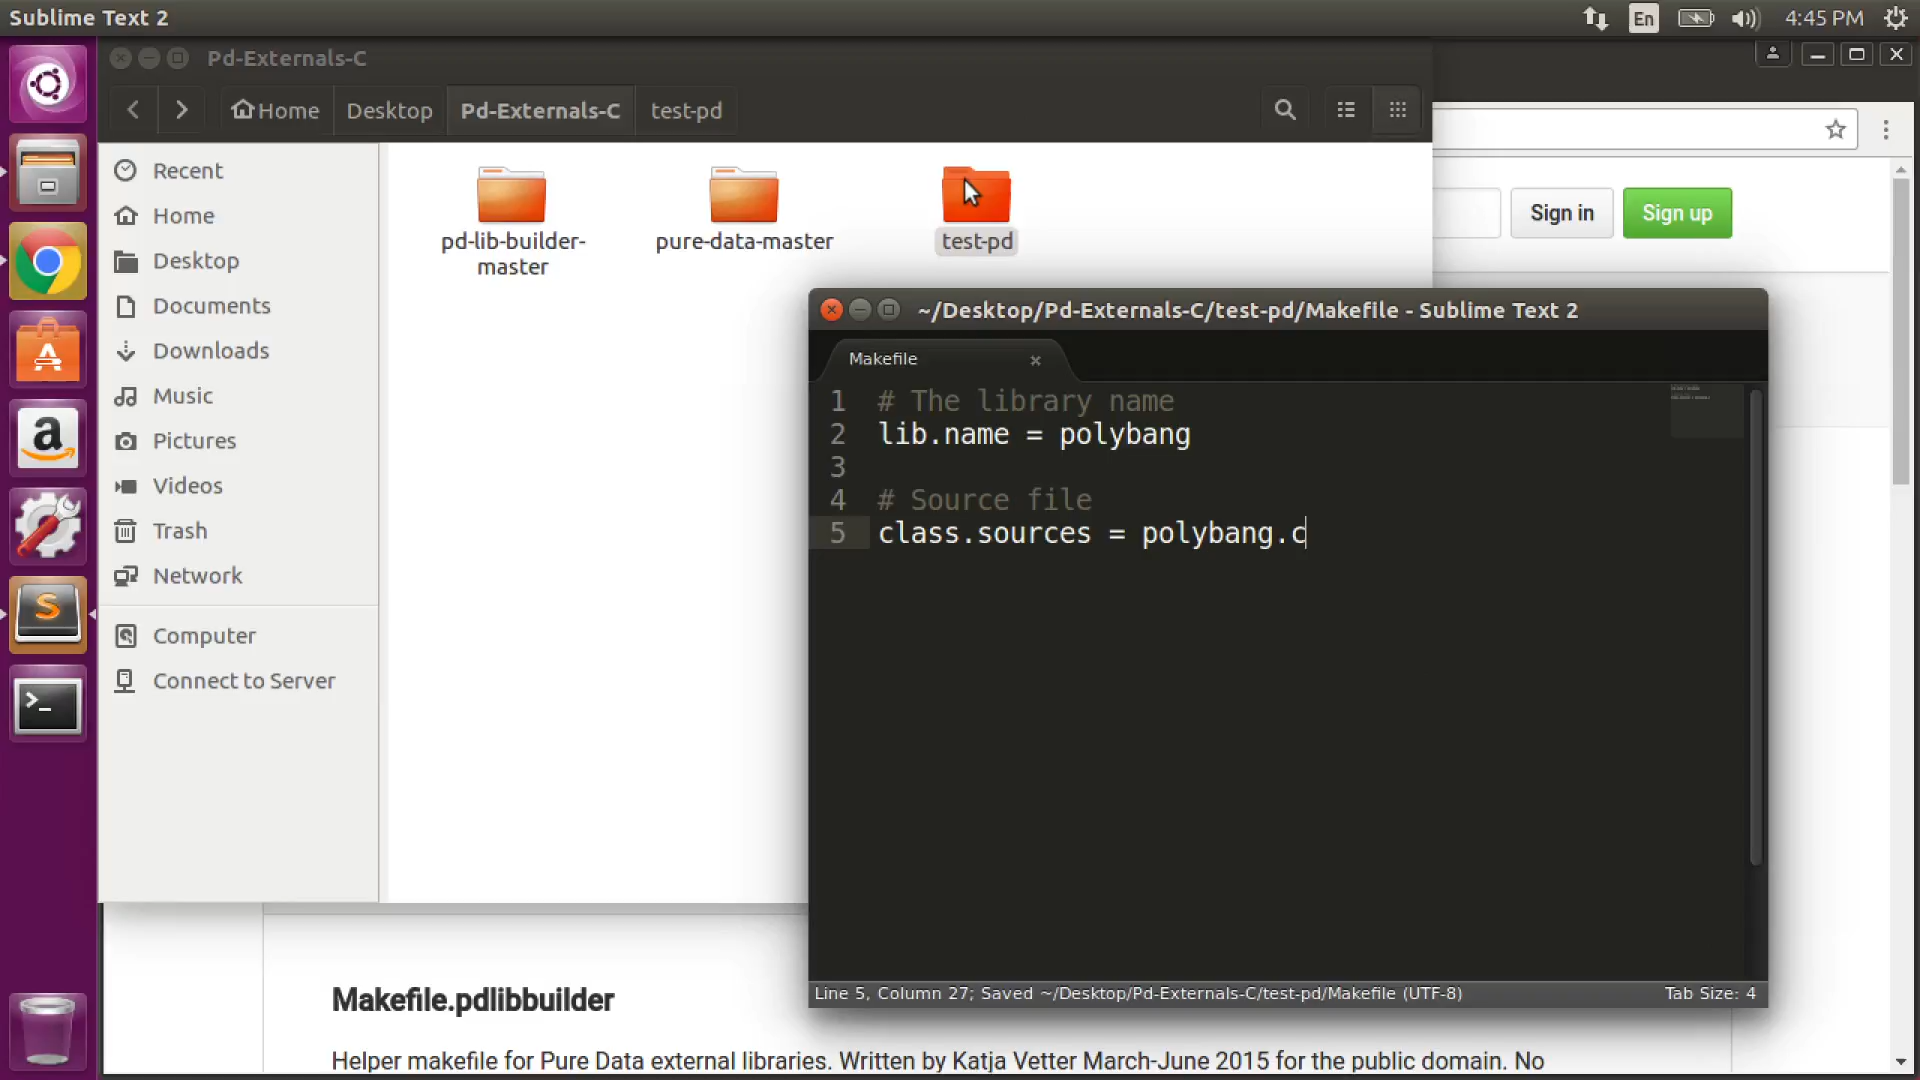 Sublime Text 2
En
4:45 PM
Pd-Externals-C
Home
Desktop
Pd-Externals-C
test-pd
Recent
Home
Desktop
Documents
Downloads
Music
Pictures
Videos
Trash
Network
Computer
Connect to Server
pd-lib-builder-
master
pure-data-master
test-pd
Sign in
Sign up
~/Desktop/Pd-Externals-C/test-pd/Makefile - Sublime Text 2
Makefile
1 # The library name
2 lib.name = polybang
3
4 # Source file
5 class.sources = polybang.c
Line 5, Column 27; Saved ~/Desktop/Pd-Externals-C/test-pd/Makefile (UTF-8)
Tab Size: 4
Makefile.pdlibbuilder
Helper makefile for Pure Data external libraries. Written by Katja Vetter March-June 2015 for the public domain. No